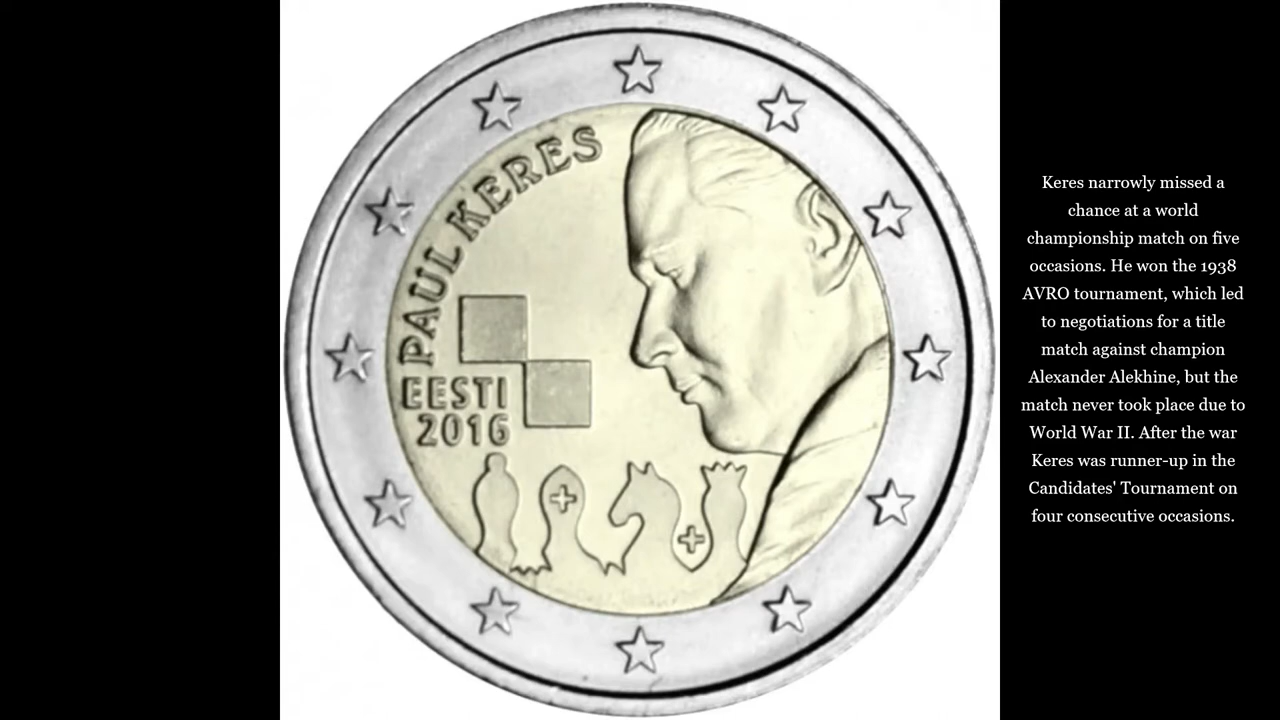 PAUL KERES
EESTI
2016
Keres narrowly missed a
chance at a world
championship match on five
occasions. He won the 1938
AVRO tournament, which led
to negotiations for a title
match against champion
Alexander Alekhine, but the
match never took place due to
World War II. After the war
Keres was runner-up in the
Candidates' Tournament on
four consecutive occasions.